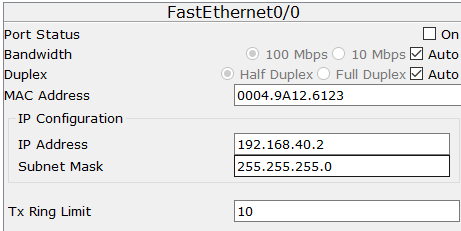 FastEthernet0/0
Port Status On
Bandwidth 100 Mbps 10 Mbps Auto
Duplex Half Duplex Full Duplex Auto
MAC Address 0004.9A12.6123
IP Configuration
IP Address 192.168.40.2
Subnet Mask 255.255.255.0
Tx Ring Limit 10